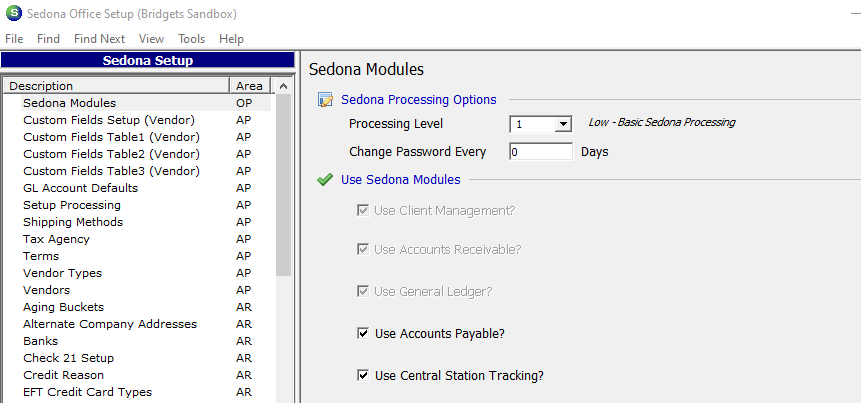 S Sedona Office Setup (Bridgets Sandbox)
File Find Find Next View Tools Help
Sedona Setup
Description Area
Sedona Modules OP
Custom Fields Setup (Vendor) AP
Custom Fields Table1 (Vendor) AP
Custom Fields Table2 (Vendor) AP
Custom Fields Table3 (Vendor) AP
GL Account Defaults AP
Setup Processing AP
Shipping Methods AP
Tax Agency AP
Terms AP
Vendor Types AP
Vendors AP
Aging Buckets AR
Alternate Company Addresses AR
Banks AR
Check 21 Setup AR
Credit Reason AR
EFT Credit Card Types AR
Sedona Modules
Sedona Processing Options
Processing Level 1 Low - Basic Sedona Processing
Change Password Every 0 Days
Use Sedona Modules
Use Client Management?
Use Accounts Receivable?
Use General Ledger?
Use Accounts Payable?
Use Central Station Tracking?